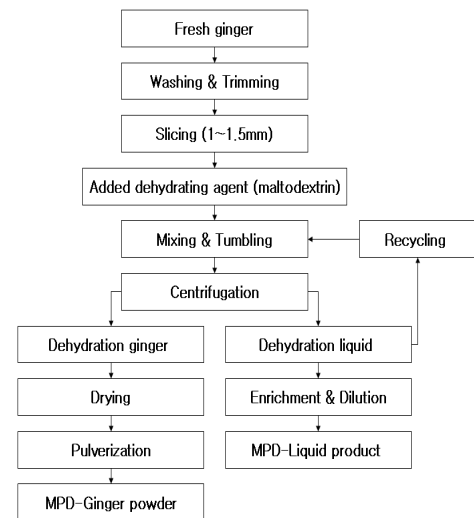 Fresh ginger
Washing & Trimming
Slicing (1~1.5mm)
Added dehydrating agent (maltodextrin)
Mixing & Tumbling
Recycling
Centrifugation
Dehydration ginger
Dehydration liquid
Drying
Enrichment & Dilution
Pulverization
MPD-Liquid product
MPD-Ginger powder